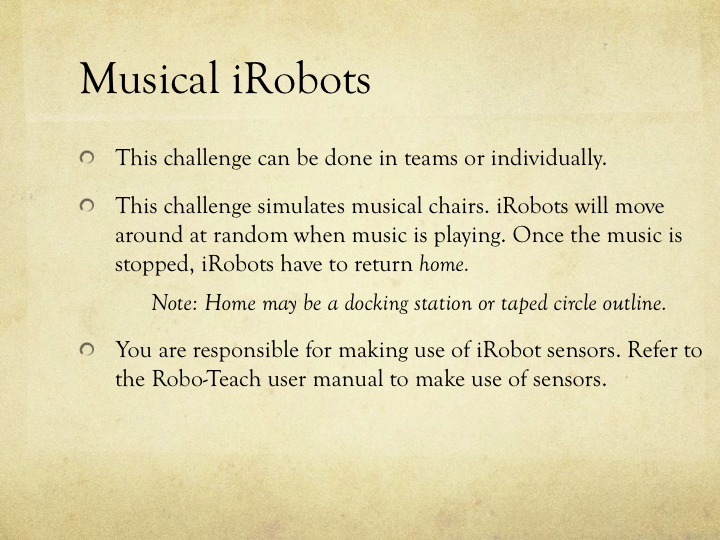 Musical iRobots
This challenge can be done in teams or individually.
This challenge simulates musical chairs. iRobots will move
around at random when music is playing. Once the music is
stopped, iRobots have to return home.
Note: Home may be a docking station or taped circle outline.
You are responsible for making use of iRobot sensors. Refer to
the Robo-Teach user manual to make use of sensors.